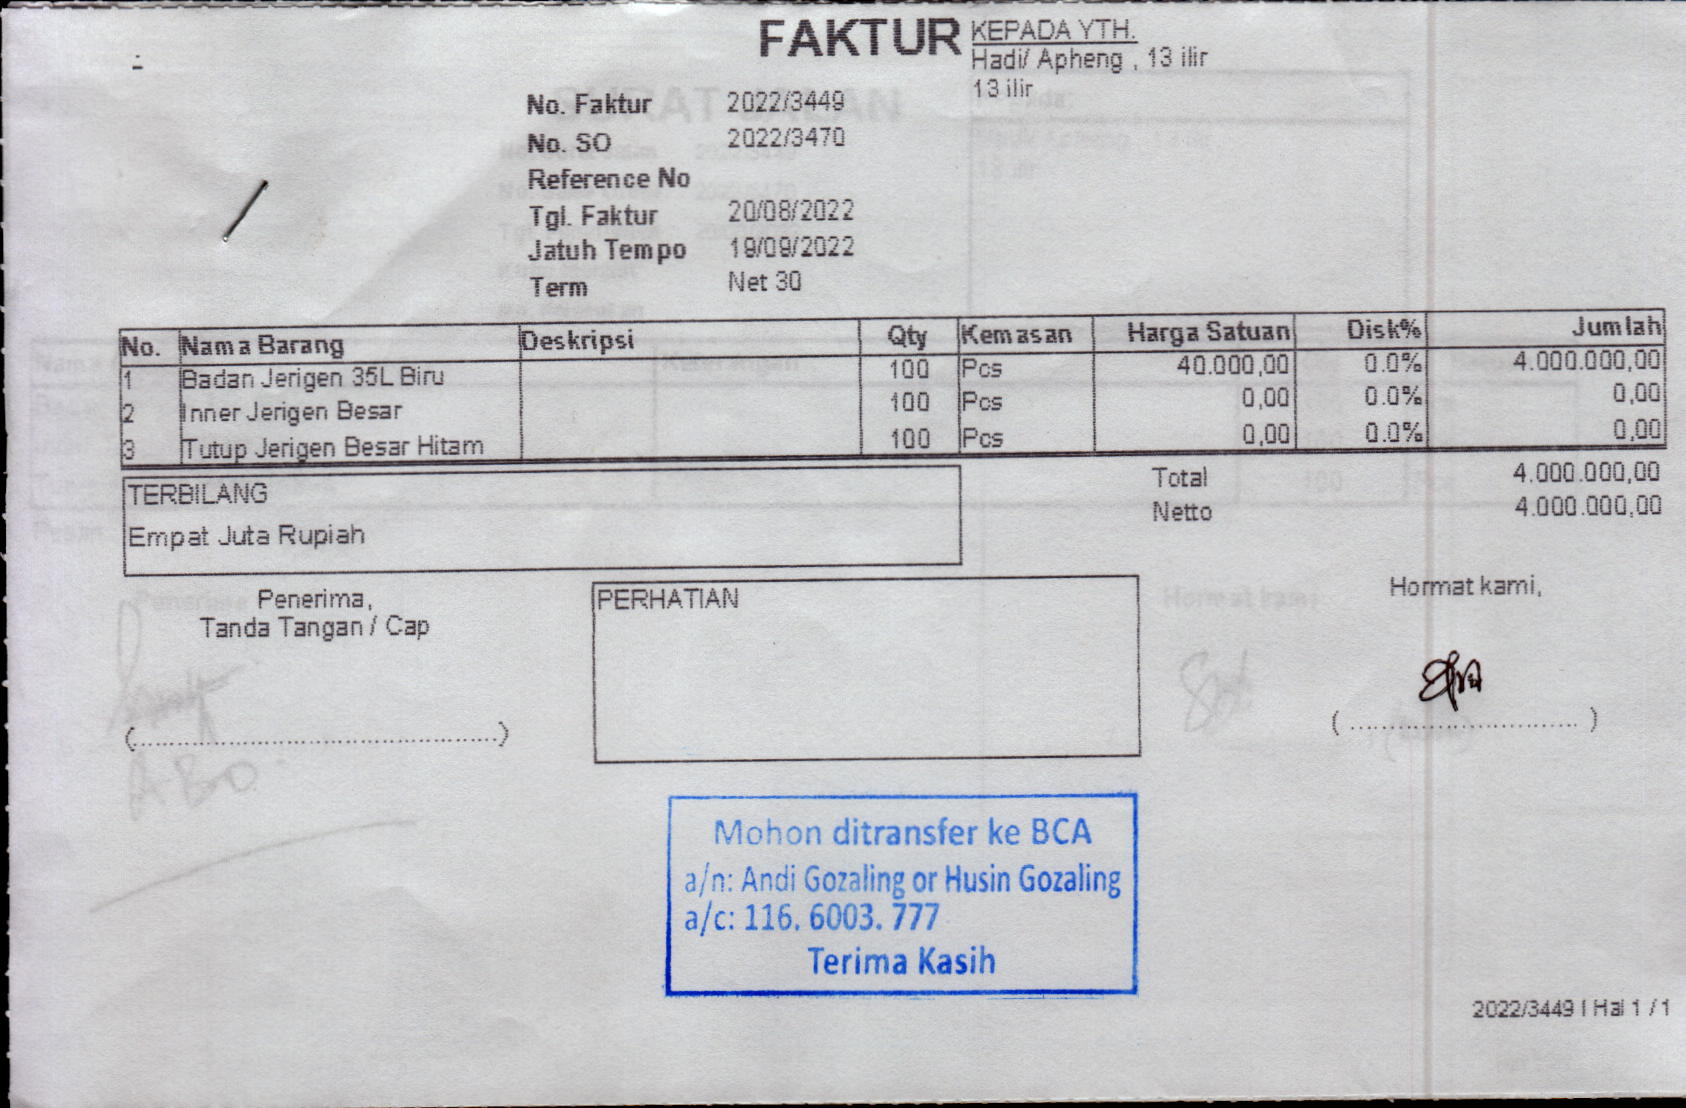 FAKTUR
KEPADA YTH.
Hadi/ Apheng , 13 ilir
13 ilir
No. Faktur 2022/3449
No. SO 2022/3470
Reference No
Tgl. Faktur 20/08/2022
Jatuh Tempo 19/09/2022
Term Net 30
No. Nama Barang Deskripsi Qty Kemasan Harga Satuan Disk% Jumlah
1 Badan Jerigen 35L Biru 100 Pcs 40.000,00 0.0% 4.000.000,00
2 Inner Jerigen Besar 100 Pcs 0,00 0.0% 0,00
3 Tutup Jerigen Besar Hitam 100 Pcs 0,00 0.0% 0,00
Total 4.000.000,00
Netto 4.000.000,00
TERBILANG
Empat Juta Rupiah
Penerima,
Tanda Tangan / Cap
PERHATIAN
Hormat kami,
Mohon ditransfer ke BCA
a/n: Andi Gozaling or Husin Gozaling
a/c: 116. 6003. 777
Terima Kasih
2022/3449 | Hal 1 / 1